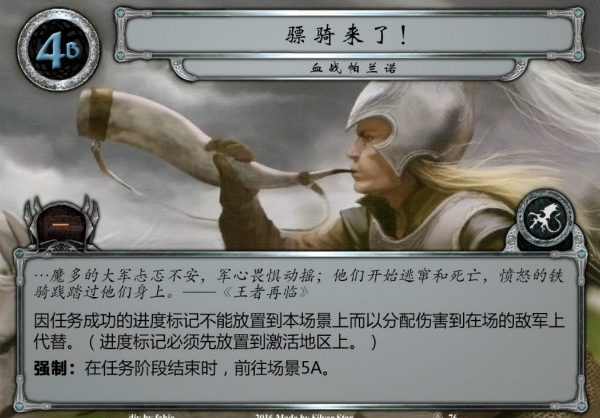 4B
骠骑来了!
血战帕兰诺
…魔多的大军忐忑不安，军心畏惧动摇；他们开始逃窜和死亡，愤怒的铁
骑践踏过他们身上。——《王者再临》
因任务成功的进度标记不能放置到本场景上而以分配伤害到在场的敌军上
代替。（进度标记必须先放置到激活地区上。）
强制：在任务阶段结束时，前往场景5A。